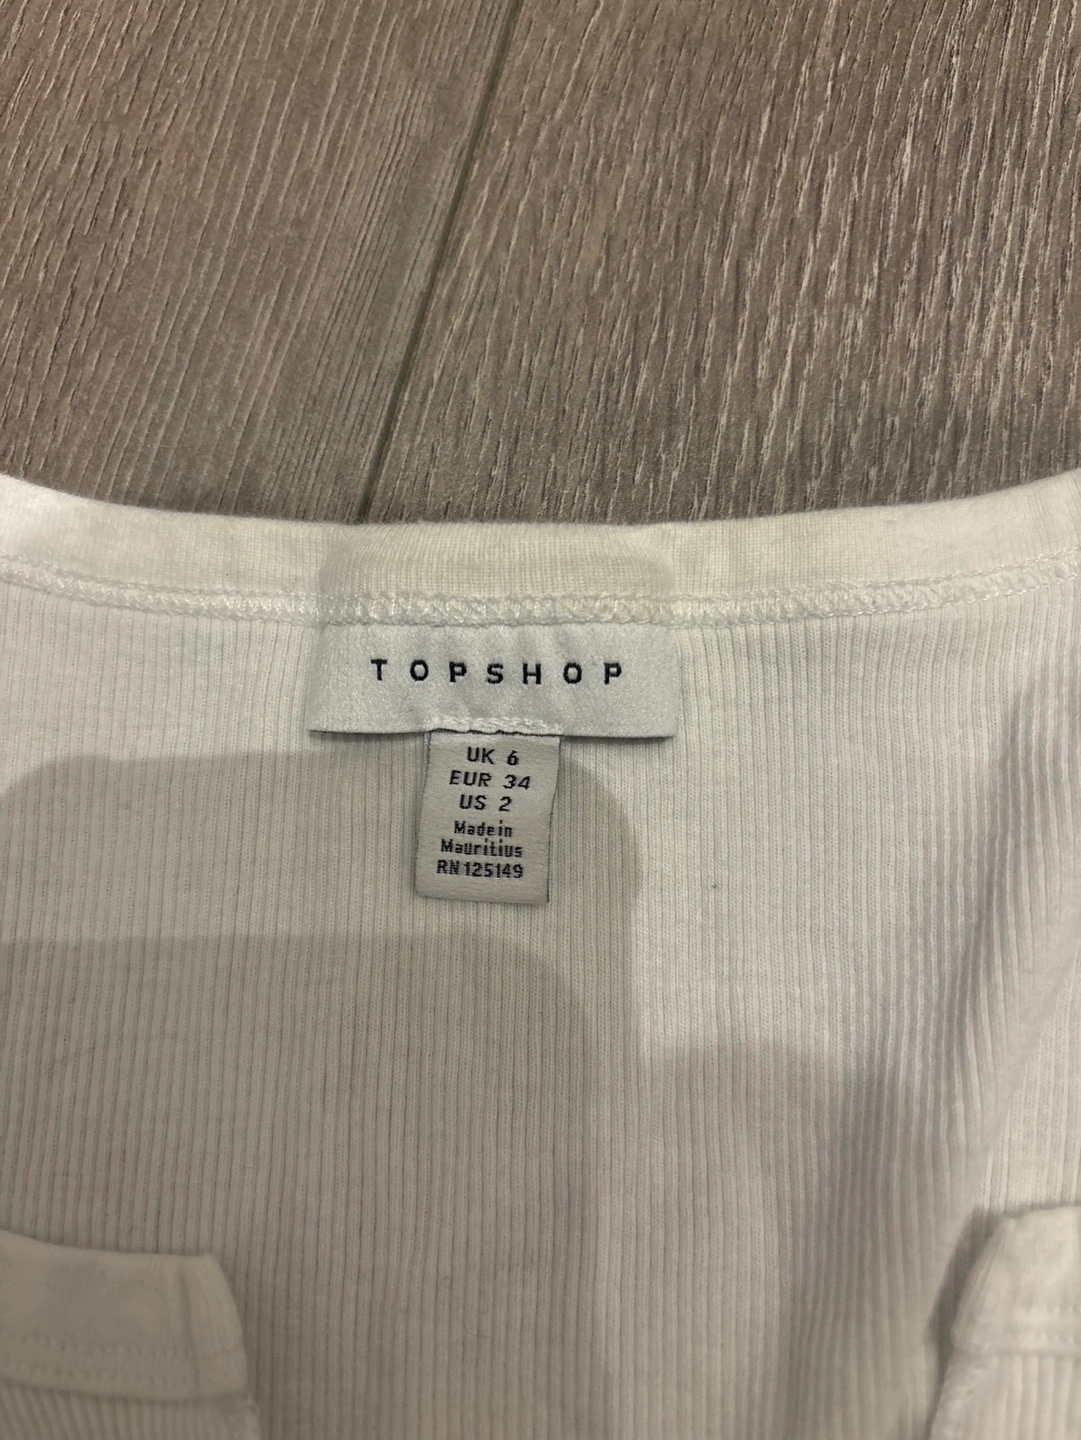 TOPSHOP
UK 6
EUR 34
US 2
Made in
Mauritius
RN 125149